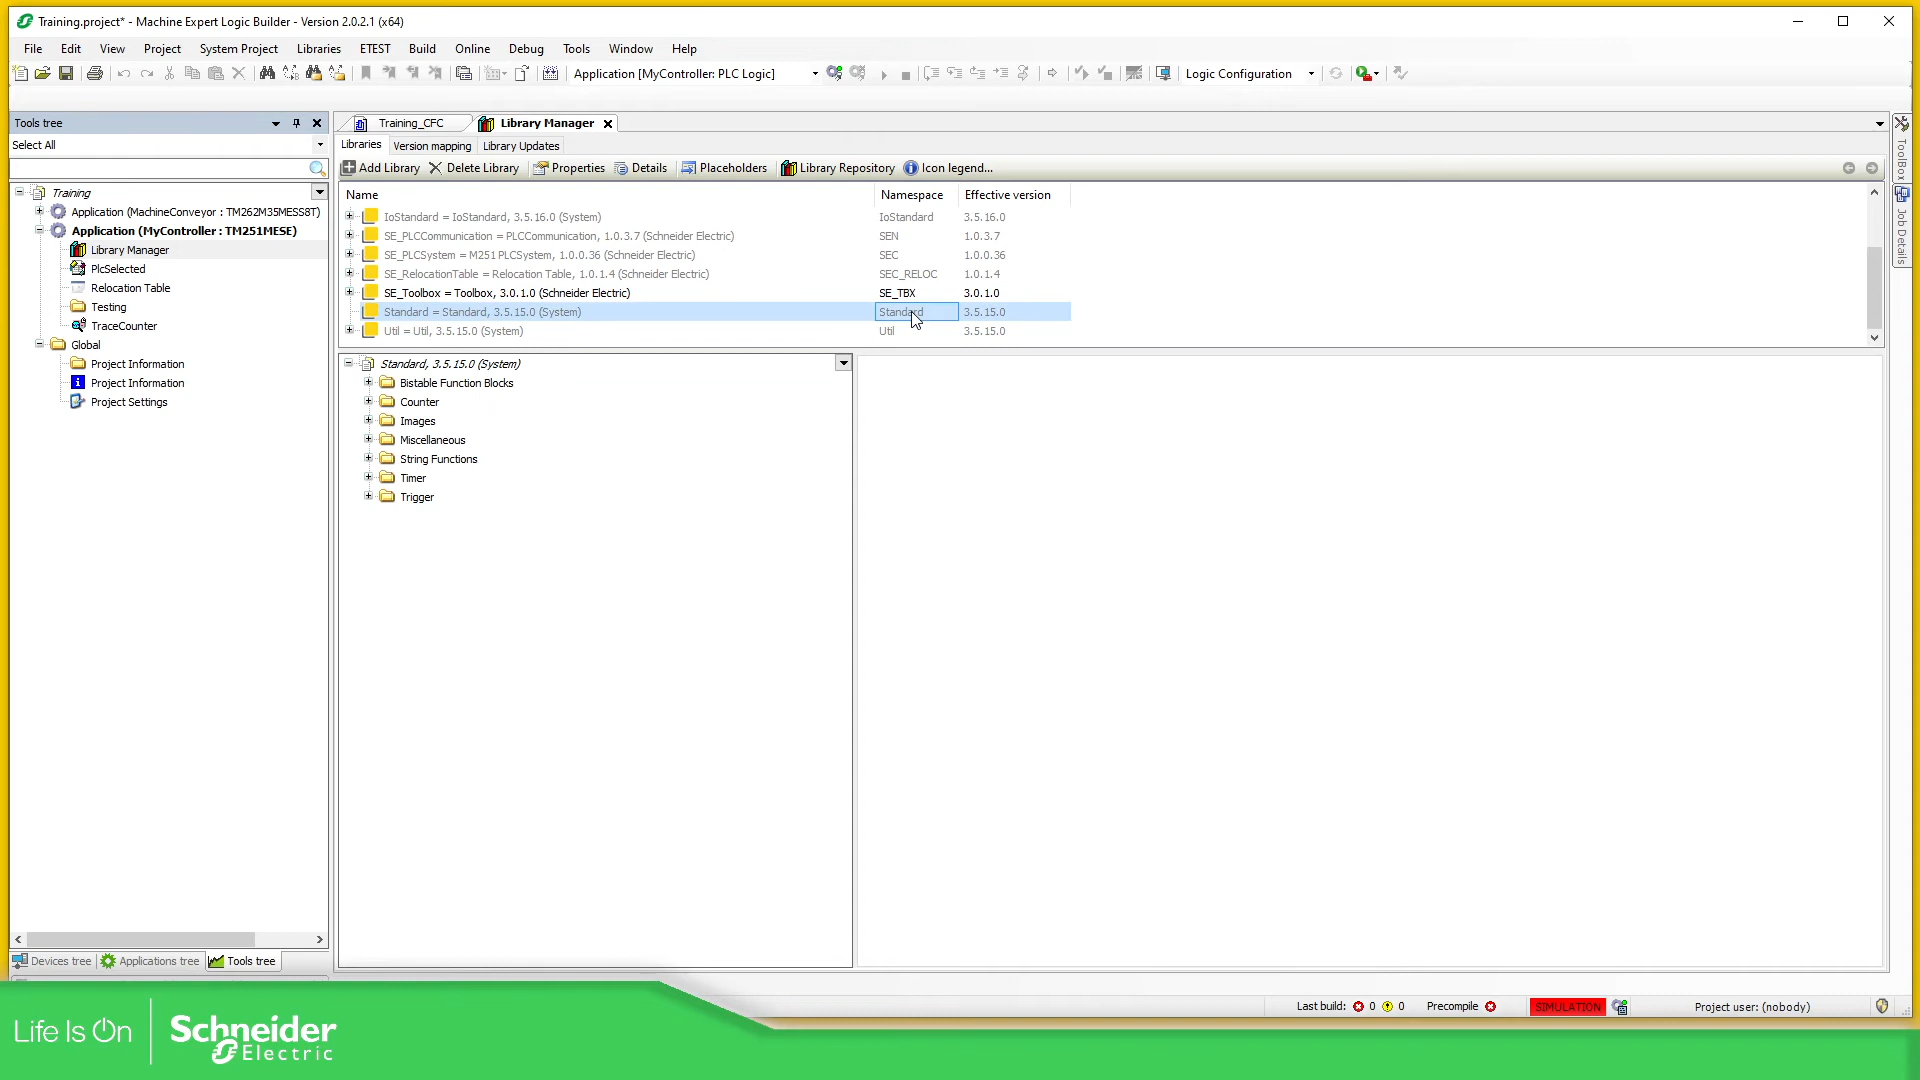 Training.project* - Machine Expert Logic Builder - Version 2.0.2.1 (x64)
File Edit View Project System Project Libraries ETEST Build Online Debug Tools Window Help
Application [MyController: PLC Logic] Logic Configuration
Tools tree
Training_CFC Library Manager
Select All
Libraries Version mapping Library Updates
Add Library Delete Library Properties Details Placeholders Library Repository Icon legend...
Name Namespace Effective version
IoStandard = IoStandard, 3.5.16.0 (System) IoStandard 3.5.16.0
SE_PLCCommunication = PLCCommunication, 1.0.3.7 (Schneider Electric) SEN 1.0.3.7
SE_PLCSystem = M251 PLCSystem, 1.0.0.36 (Schneider Electric) SEC 1.0.0.36
SE_RelocationTable = Relocation Table, 1.0.1.4 (Schneider Electric) SEC_RELOC 1.0.1.4
SE_Toolbox = Toolbox, 3.0.1.0 (Schneider Electric) SE_TBX 3.0.1.0
Standard = Standard, 3.5.15.0 (System) Standard 3.5.15.0
Util = Util, 3.5.15.0 (System) Util 3.5.15.0
Training
Application (MachineConveyor : TM262M35MESS8T)
Application (MyController : TM251MESE)
Library Manager
PlcSelected
Relocation Table
Testing
TraceCounter
Global
Project Information
Project Information
Project Settings
Standard, 3.5.15.0 (System)
Bistable Function Blocks
Counter
Images
Miscellaneous
String Functions
Timer
Trigger
ToolBox
Job Details
Devices tree Applications tree Tools tree
Last build: 0 0 Precompile SIMULATION Project user: (nobody)
Life Is On Schneider Electric